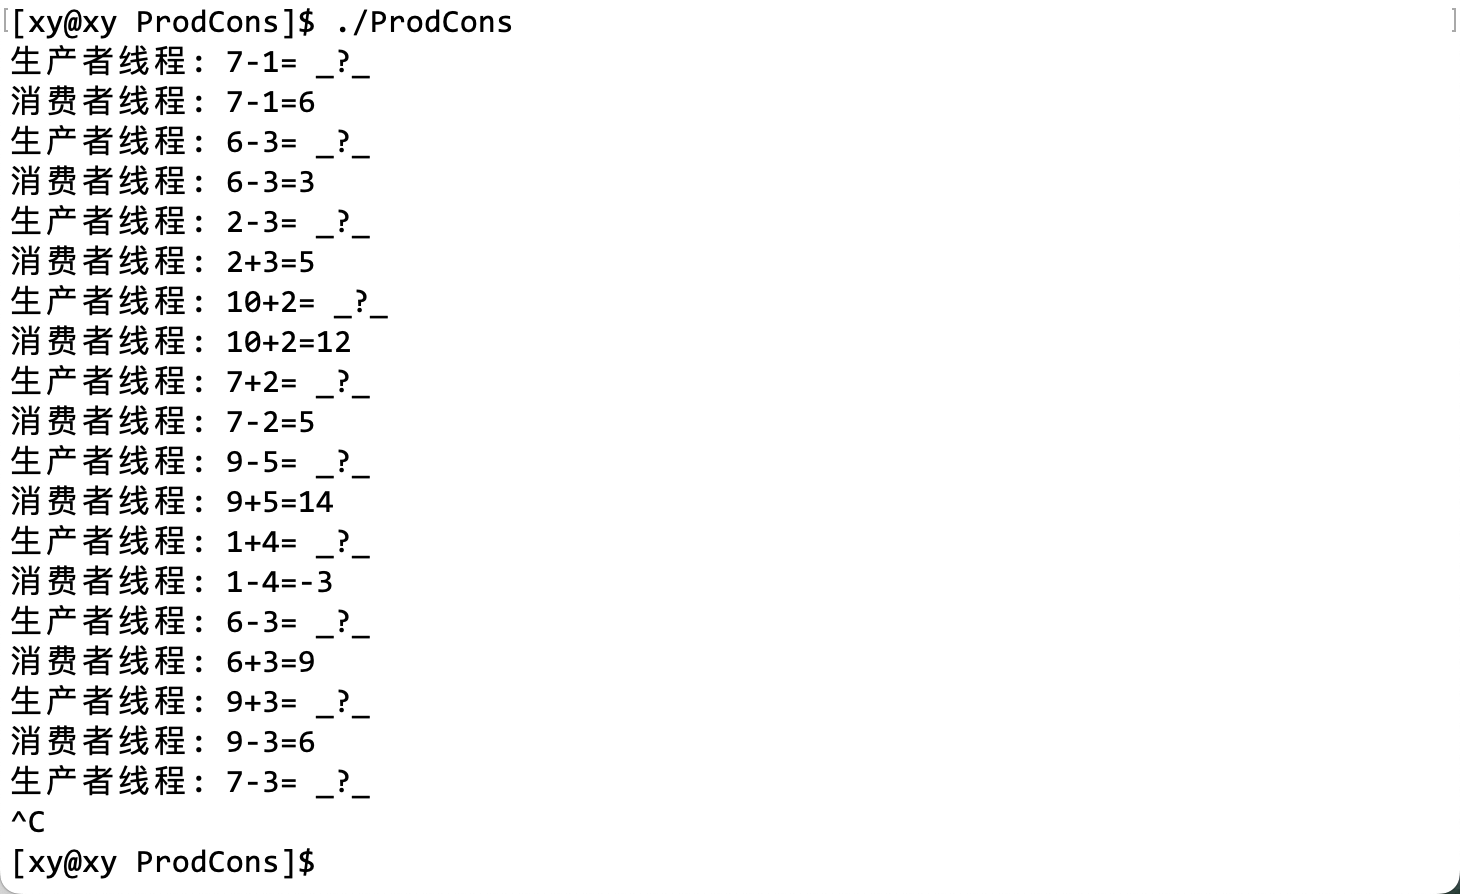 [xy@xy ProdCons]$ ./ProdCons
生产者线程: 7-1= _?_
消费者线程: 7-1=6
生产者线程: 6-3= _?_
消费者线程: 6-3=3
生产者线程: 2-3= _?_
消费者线程: 2+3=5
生产者线程: 10+2= _?_
消费者线程: 10+2=12
生产者线程: 7+2= _?_
消费者线程: 7-2=5
生产者线程: 9-5= _?_
消费者线程: 9+5=14
生产者线程: 1+4= _?_
消费者线程: 1-4=-3
生产者线程: 6-3= _?_
消费者线程: 6+3=9
生产者线程: 9+3= _?_
消费者线程: 9-3=6
生产者线程: 7-3= _?_
^C
[xy@xy ProdCons]$